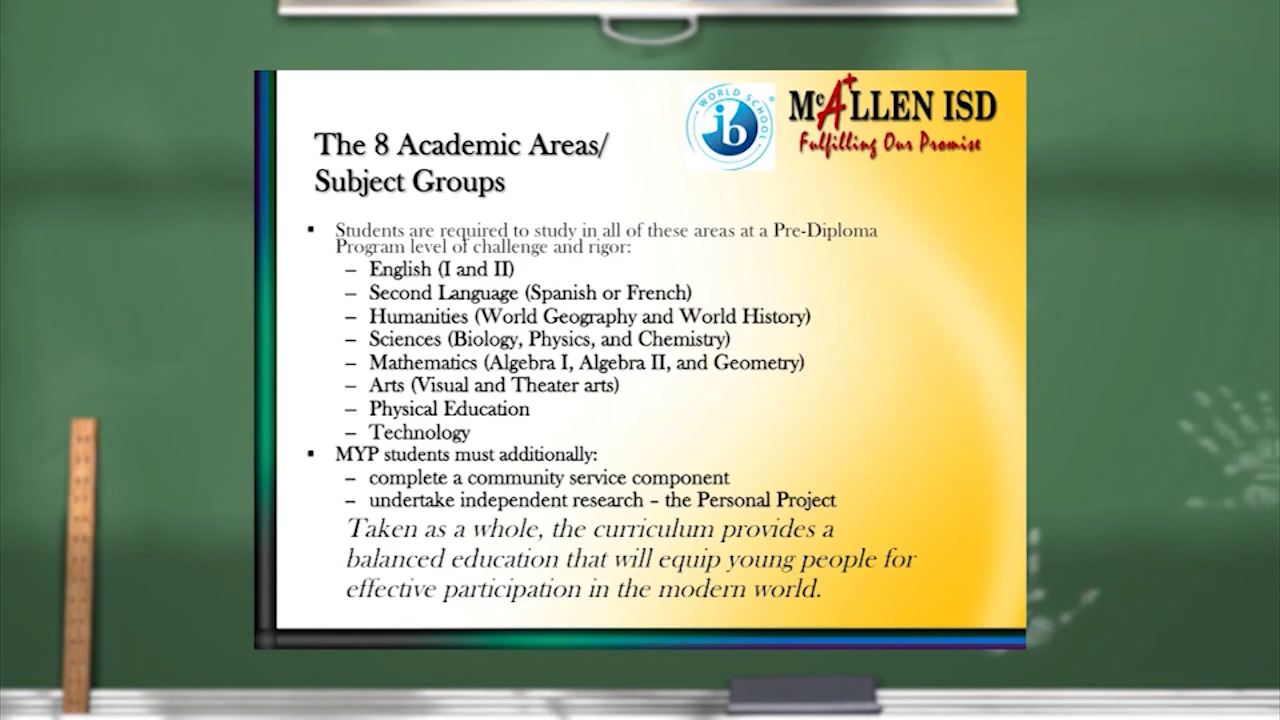 WORLD SCHOOL
ib
®
McALLEN ISD
Fulfilling Our Promise
The 8 Academic Areas/
Subject Groups
▪ Students are required to study in all of these areas at a Pre-Diploma
Program level of challenge and rigor:
– English (I and II)
– Second Language (Spanish or French)
– Humanities (World Geography and World History)
– Sciences (Biology, Physics, and Chemistry)
– Mathematics (Algebra I, Algebra II, and Geometry)
– Arts (Visual and Theater arts)
– Physical Education
– Technology
▪ MYP students must additionally:
– complete a community service component
– undertake independent research – the Personal Project
Taken as a whole, the curriculum provides a
balanced education that will equip young people for
effective participation in the modern world.